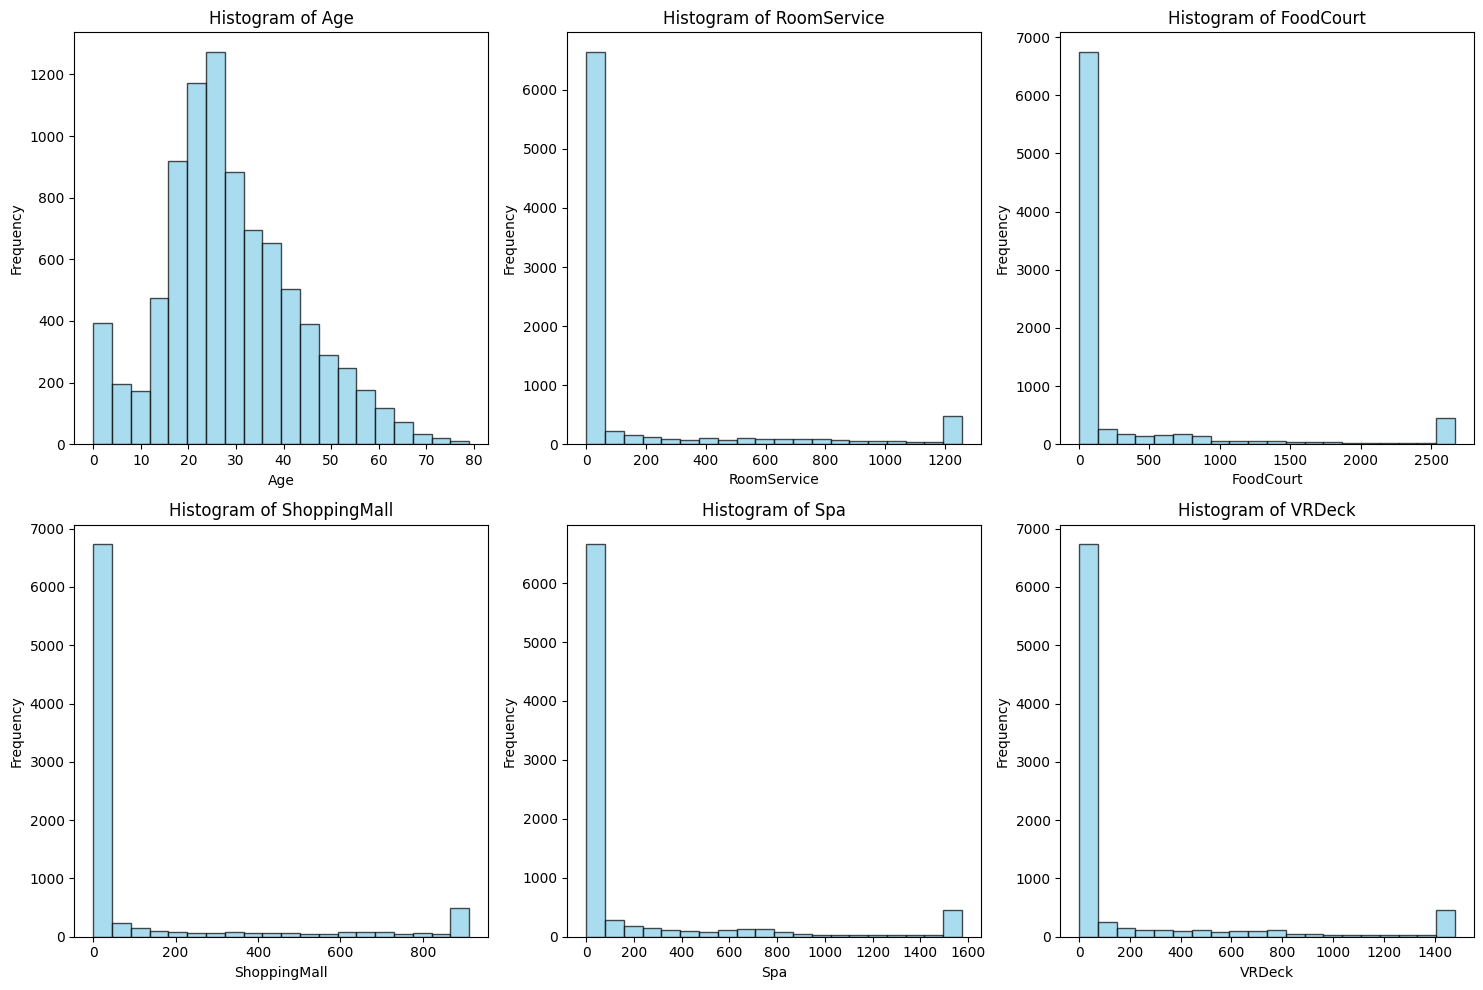 Histogram of Age
Frequency
1200
1000
800
600
400
200
0
0 10 20 30 40 50 60 70 80
Age
Histogram of RoomService
Frequency
6000
5000
4000
3000
2000
1000
0
0 200 400 600 800 1000 1200
RoomService
Histogram of FoodCourt
Frequency
7000
6000
5000
4000
3000
2000
1000
0
0 500 1000 1500 2000 2500
FoodCourt
Histogram of ShoppingMall
Frequency
7000
6000
5000
4000
3000
2000
1000
0
0 200 400 600 800
ShoppingMall
Histogram of Spa
Frequency
6000
5000
4000
3000
2000
1000
0
0 200 400 600 800 1000 1200 1400 1600
Spa
Histogram of VRDeck
Frequency
7000
6000
5000
4000
3000
2000
1000
0
0 200 400 600 800 1000 1200 1400
VRDeck